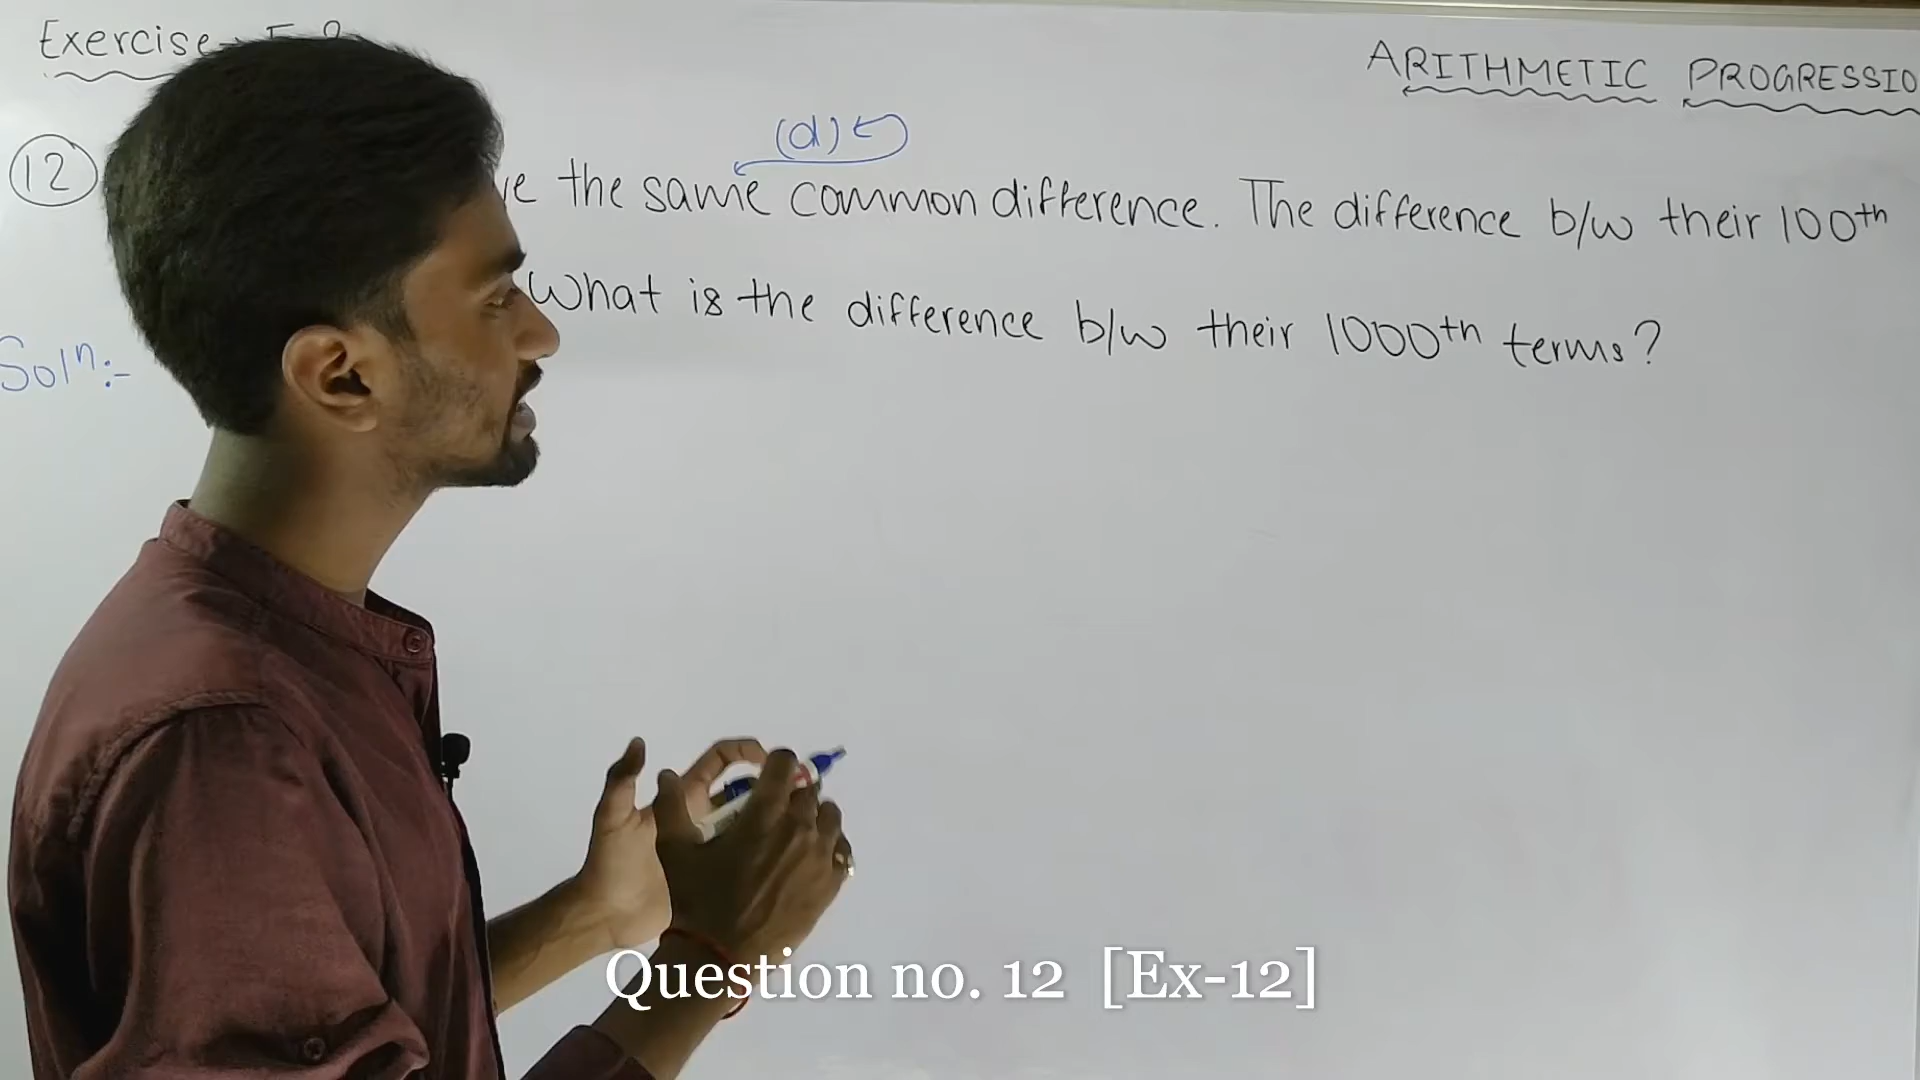 Exercise
ARITHMETIC PROGRESSIO
(d)
12 the same common difference. The difference b/w their 100th
What is the difference b/w their 1000th terms?
Soln:-
Question no. 12 [Ex-12]